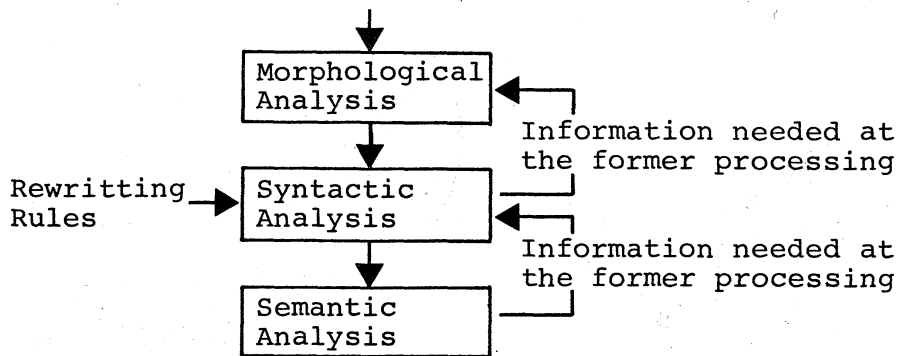 Morphological
Analysis
Information needed at
the former processing
Rewritting
Rules
Syntactic
Analysis
Information needed at
the former processing
Semantic
Analysis